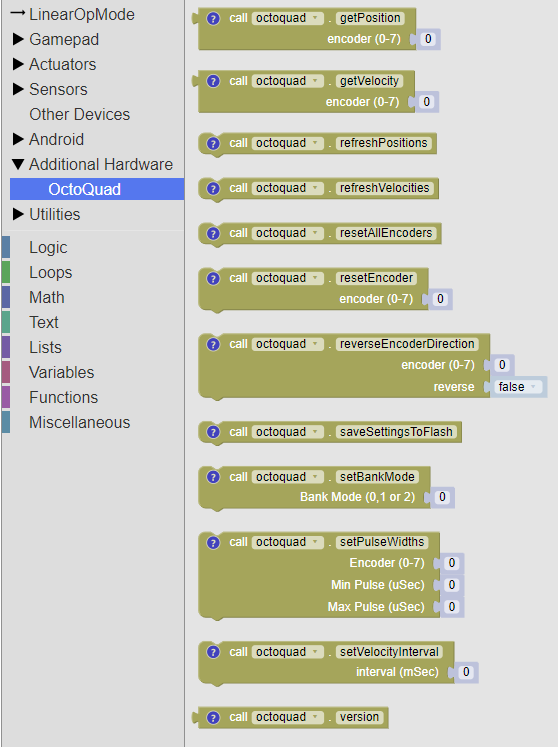 LinearOpMode
Gamepad
Actuators
Sensors
Other Devices
Android
Additional Hardware
OctoQuad
Utilities
Logic
Loops
Math
Text
Lists
Variables
Colors
Functions
Miscellaneous
? call octoquad . getPosition
encoder (0-7) 0
? call octoquad . getVelocity
encoder (0-7) 0
? call octoquad . refreshPositions
? call octoquad . refreshVelocities
? call octoquad . resetAllEncoders
? call octoquad . resetEncoder
encoder (0-7) 0
? call octoquad . reverseEncoderDirection
encoder (0-7) 0
reverse false
? call octoquad . saveSettingsToFlash
? call octoquad . setBankMode
Bank Mode (0,1 or 2) 0
? call octoquad . setPulseWidths
Encoder (0-7) 0
Min Pulse (uSec) 0
Max Pulse (uSec) 0
? call octoquad . setVelocityInterval
interval (mSec) 0
? call octoquad . version